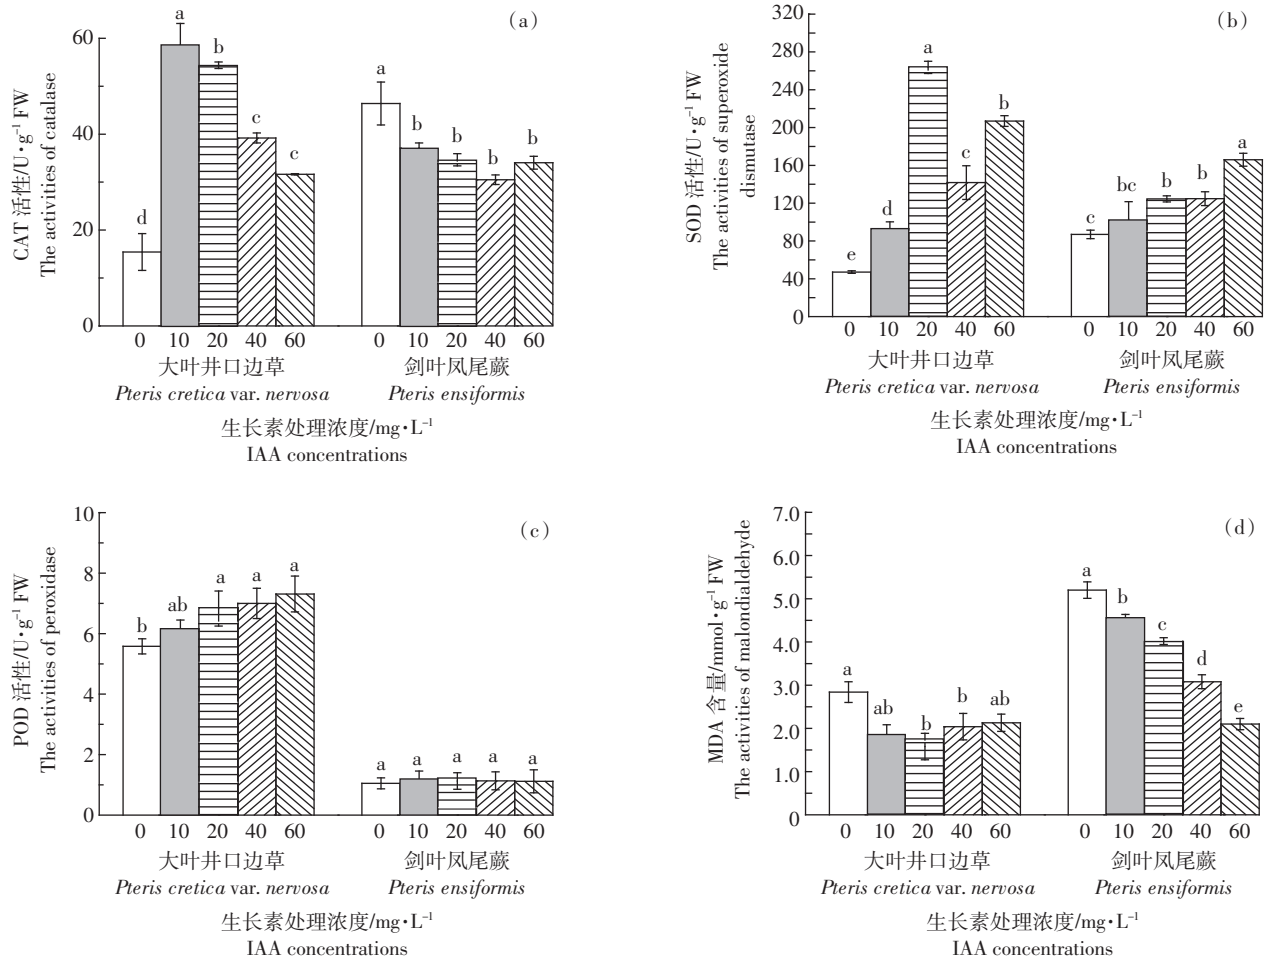 (a)
CAT 活性/U·g⁻¹ FW
The activities of catalase
60
40
20
0
d
a
b
c
c
a
b
b
b
b
0 10 20 40 60 0 10 20 40 60
大叶井口边草 剑叶凤尾蕨
Pteris cretica var. nervosa Pteris ensiformis
生长素处理浓度/mg·L⁻¹
IAA concentrations
(b)
SOD 活性/U·g⁻¹ FW
The activities of superoxide
dismutase
320
280
240
200
160
120
80
40
0
e
d
a
c
b
c
bc
b
b
a
0 10 20 40 60 0 10 20 40 60
大叶井口边草 剑叶凤尾蕨
Pteris cretica var. nervosa Pteris ensiformis
生长素处理浓度/mg·L⁻¹
IAA concentrations
(c)
POD 活性/U·g⁻¹ FW
The activities of peroxidase
10
8
6
4
2
0
b
ab
a
a
a
a
a
a
a
a
0 10 20 40 60 0 10 20 40 60
大叶井口边草 剑叶凤尾蕨
Pteris cretica var. nervosa Pteris ensiformis
生长素处理浓度/mg·L⁻¹
IAA concentrations
(d)
MDA 含量/mmol·g⁻¹ FW
The activities of malondialdehyde
7.0
6.0
5.0
4.0
3.0
2.0
1.0
0
a
ab
b
b
ab
a
b
c
d
e
0 10 20 40 60 0 10 20 40 60
大叶井口边草 剑叶凤尾蕨
Pteris cretica var. nervosa Pteris ensiformis
生长素处理浓度/mg·L⁻¹
IAA concentrations